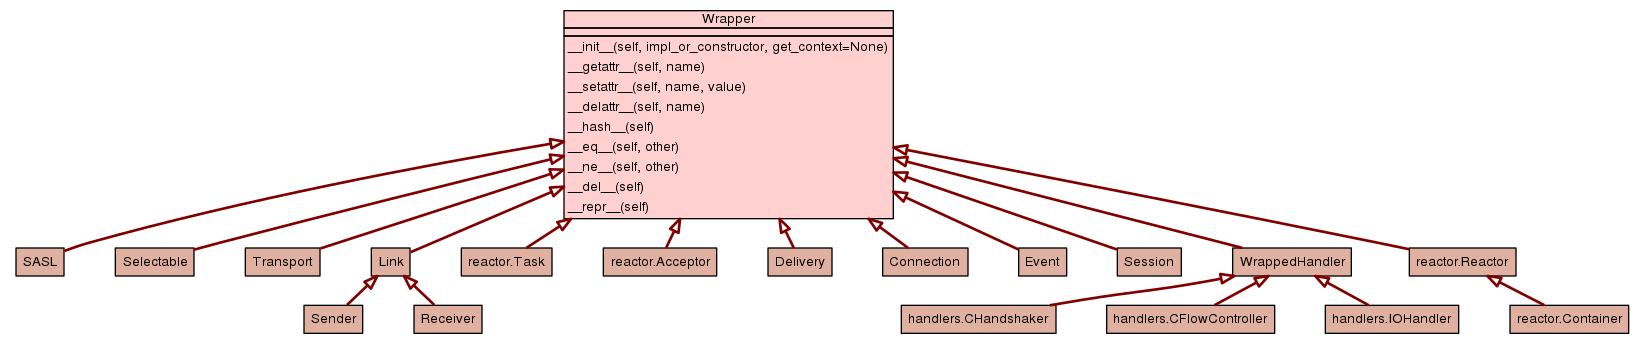 Wrapper
__init__(self, impl_or_constructor, get_context=None)
__getattr__(self, name)
__setattr__(self, name, value)
__delattr__(self, name)
__hash__(self)
__eq__(self, other)
__ne__(self, other)
__del__(self)
__repr__(self)
SASL
Selectable
Transport
Link
reactor.Task
reactor.Acceptor
Delivery
Connection
Event
Session
WrappedHandler
reactor.Reactor
Sender
Receiver
handlers.CHandshaker
handlers.CFlowController
handlers.IOHandler
reactor.Container